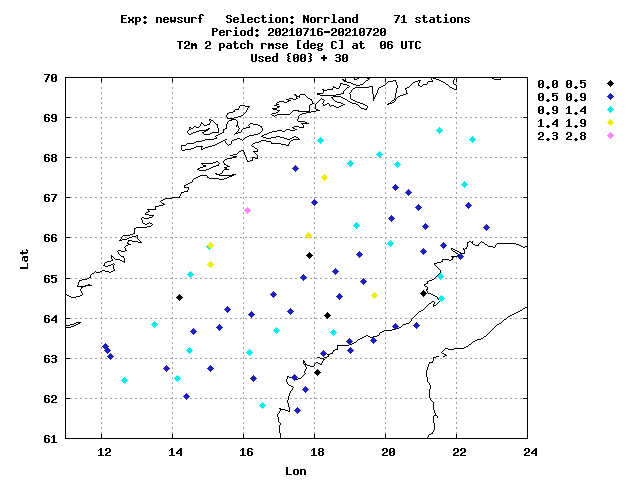 Exp: newsurf Selection: Norrland 71 stations
Period: 20210716-20210720
T2m 2 patch rmse [deg C] at 06 UTC
Used {00} + 30
70
69
68
67
66
65
64
63
62
61
Lat
12 14 16 18 20 22 24
Lon
0.0 0.5
0.5 0.9
0.9 1.4
1.4 1.9
2.3 2.8